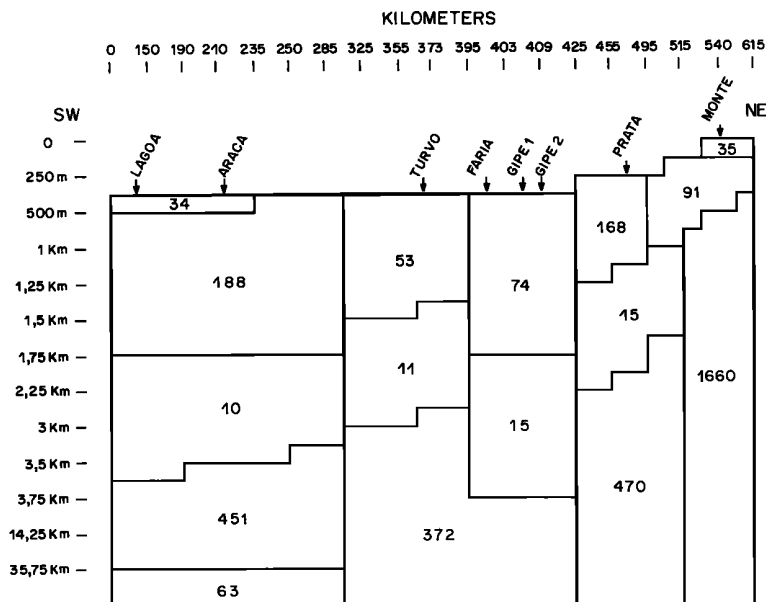 KILOMETERS
0 150 190 210 235 250 285 325 355 373 395 403 409 425 455 495 515 540 615
SW NE
LAGOA ARACA TURVO FARIA GIPE 1 GIPE 2 PRATA MONTE
0
35
250 m
91
500 m
34
168
1 Km
53
188
74
1,25 Km
15
1,5 Km
1,75 Km
11
1660
2,25 Km
10
15
3 Km
3,5 Km
470
3,75 Km
451
372
14,25 Km
35,75 Km
63